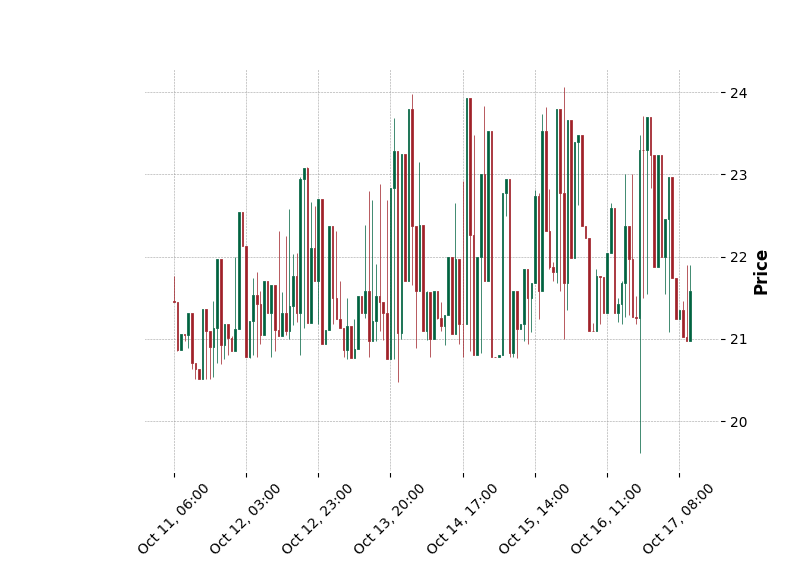 24
23
22
21
20
Price
Oct 11, 06:00
Oct 12, 03:00
Oct 12, 23:00
Oct 13, 20:00
Oct 14, 17:00
Oct 15, 14:00
Oct 16, 11:00
Oct 17, 08:00